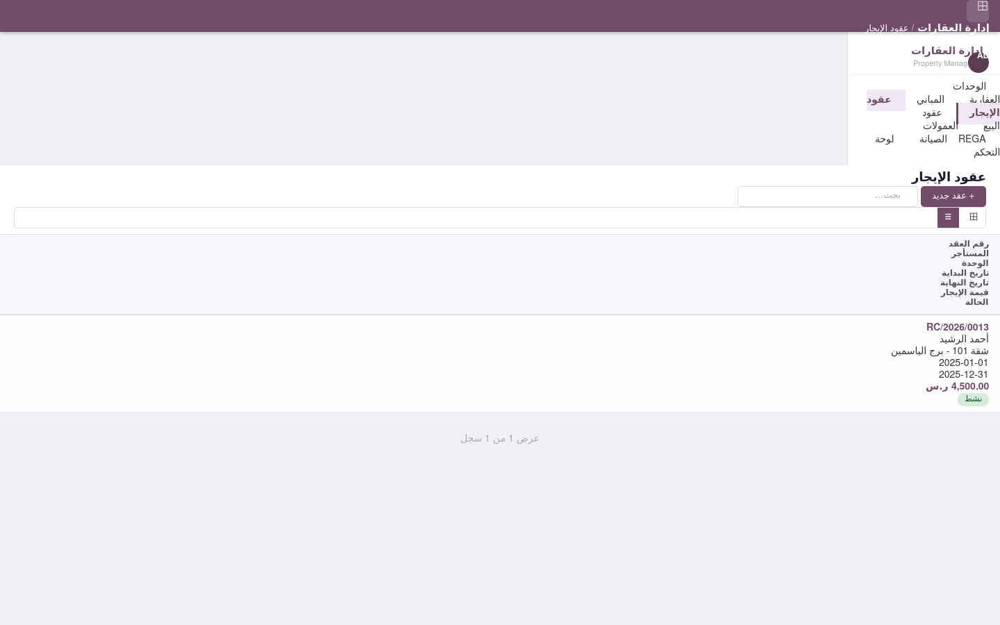 إدارة العقارات / عقود الإيجار
إدارة العقارات
Property Manag
الوحدات
العقارية المباني عقود
الإيجار عقود
البيع العمولات
REGA الصيانة لوحة
التحكم
عقود الإيجار
+ عقد جديد بحث...
رقم العقد
المستأجر
الوحدة
تاريخ البداية
تاريخ النهاية
قيمة الإيجار
الحالة
RC/2026/0013
أحمد الرشيد
شقة 101 - برج الياسمين
2025-01-01
2025-12-31
4,500.00 ر.س
نشط
عرض 1 من 1 سجل